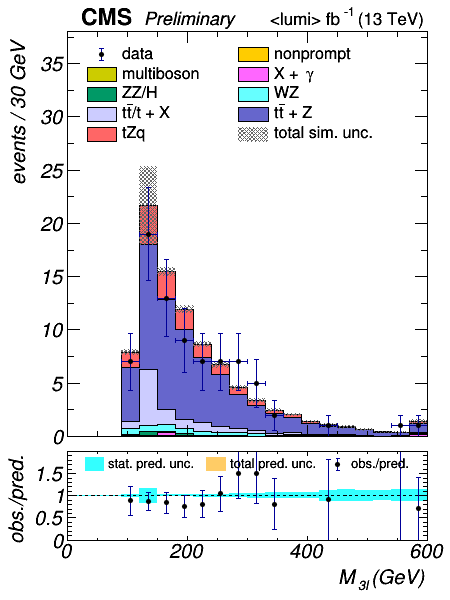 CMS Preliminary <lumi> fb⁻¹ (13 TeV)
events / 30 GeV
data
nonprompt
multiboson
X + γ
ZZ/H
WZ
tt̄/t + X
tt̄ + Z
tZq
total sim. unc.
35
30
25
20
15
10
5
0
obs./pred.
stat. pred. unc.
total pred. unc.
obs./pred.
1.5
1
0.5
0
0 200 400 600
M₃ₗ (GeV)